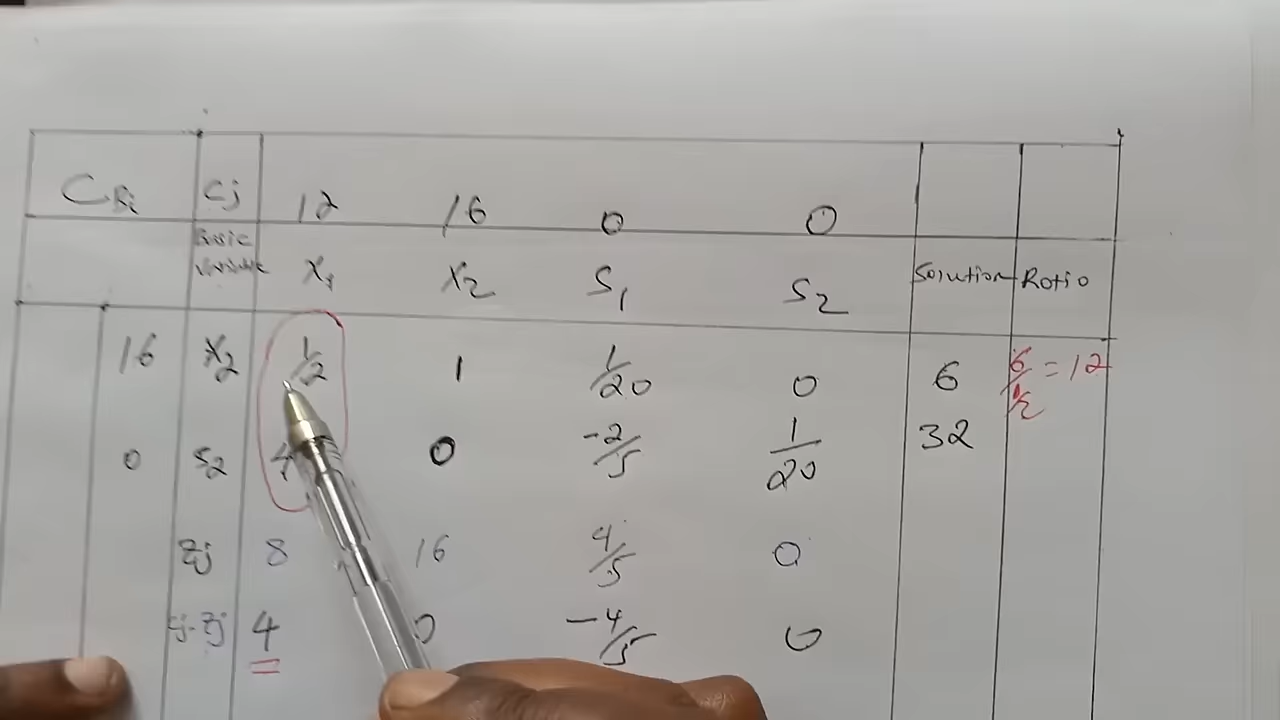 CBi Cj 12 16 0 0
Basic Variable X1 X2 S1 S2 Solution Ratio
16 X2 1/2 1 1/20 0 6 6/1/2 = 12
0 S2 4 0 -2/5 1/20 32
Zj 8 16 4/5 0
Cj-Zj 4 0 -4/5 0